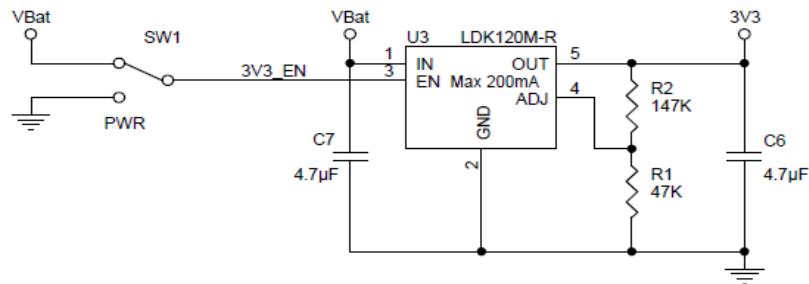 VBat
SW1
PWR
3V3_EN
VBat
U3 LDK120M-R
1 IN OUT 5
3 EN Max 200mA
ADJ 4
GND
2
C7
4.7µF
R2
147K
R1
47K
3V3
C6
4.7µF